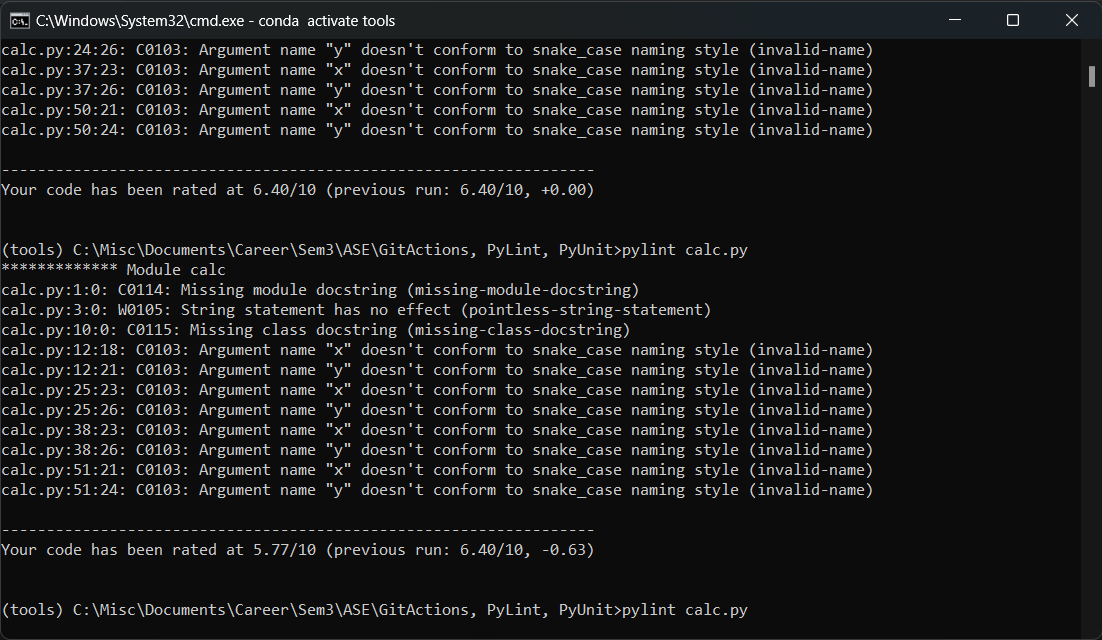 C:\Windows\System32\cmd.exe - conda  activate tools
calc.py:24:26: C0103: Argument name "y" doesn't conform to snake_case naming style (invalid-name)
calc.py:37:23: C0103: Argument name "x" doesn't conform to snake_case naming style (invalid-name)
calc.py:37:26: C0103: Argument name "y" doesn't conform to snake_case naming style (invalid-name)
calc.py:50:21: C0103: Argument name "x" doesn't conform to snake_case naming style (invalid-name)
calc.py:50:24: C0103: Argument name "y" doesn't conform to snake_case naming style (invalid-name)
------------------------------------------------------------------
Your code has been rated at 6.40/10 (previous run: 6.40/10, +0.00)
(tools) C:\Misc\Documents\Career\Sem3\ASE\GitActions, PyLint, PyUnit>pylint calc.py
************* Module calc
calc.py:1:0: C0114: Missing module docstring (missing-module-docstring)
calc.py:3:0: W0105: String statement has no effect (pointless-string-statement)
calc.py:10:0: C0115: Missing class docstring (missing-class-docstring)
calc.py:12:18: C0103: Argument name "x" doesn't conform to snake_case naming style (invalid-name)
calc.py:12:21: C0103: Argument name "y" doesn't conform to snake_case naming style (invalid-name)
calc.py:25:23: C0103: Argument name "x" doesn't conform to snake_case naming style (invalid-name)
calc.py:25:26: C0103: Argument name "y" doesn't conform to snake_case naming style (invalid-name)
calc.py:38:23: C0103: Argument name "x" doesn't conform to snake_case naming style (invalid-name)
calc.py:38:26: C0103: Argument name "y" doesn't conform to snake_case naming style (invalid-name)
calc.py:51:21: C0103: Argument name "x" doesn't conform to snake_case naming style (invalid-name)
calc.py:51:24: C0103: Argument name "y" doesn't conform to snake_case naming style (invalid-name)
------------------------------------------------------------------
Your code has been rated at 5.77/10 (previous run: 6.40/10, -0.63)
(tools) C:\Misc\Documents\Career\Sem3\ASE\GitActions, PyLint, PyUnit>pylint calc.py